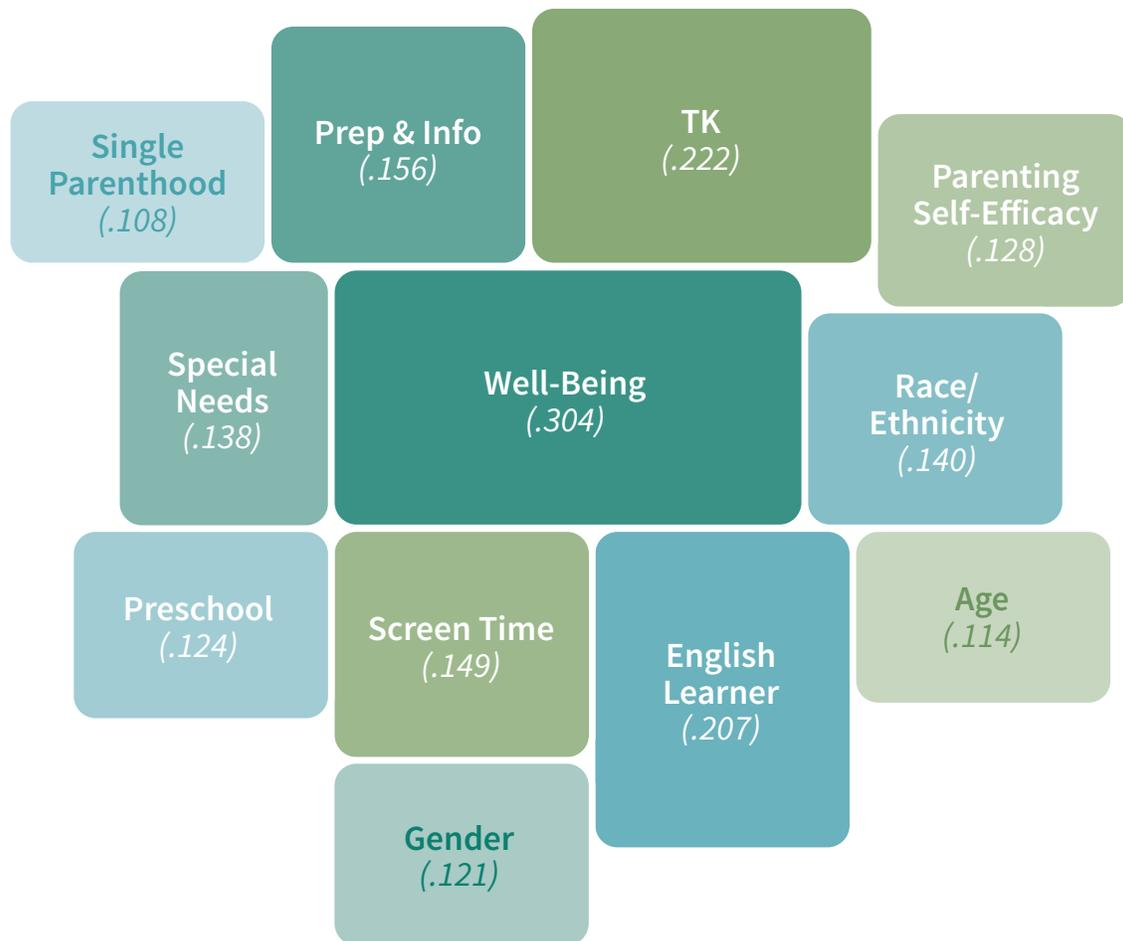 Single
Parenthood
(.108)
Prep & Info
(.156)
TK
(.222)
Parenting
Self-Efficacy
(.128)
Special
Needs
(.138)
Well-Being
(.304)
Race/
Ethnicity
(.140)
Preschool
(.124)
Screen Time
(.149)
English
Learner
(.207)
Age
(.114)
Gender
(.121)